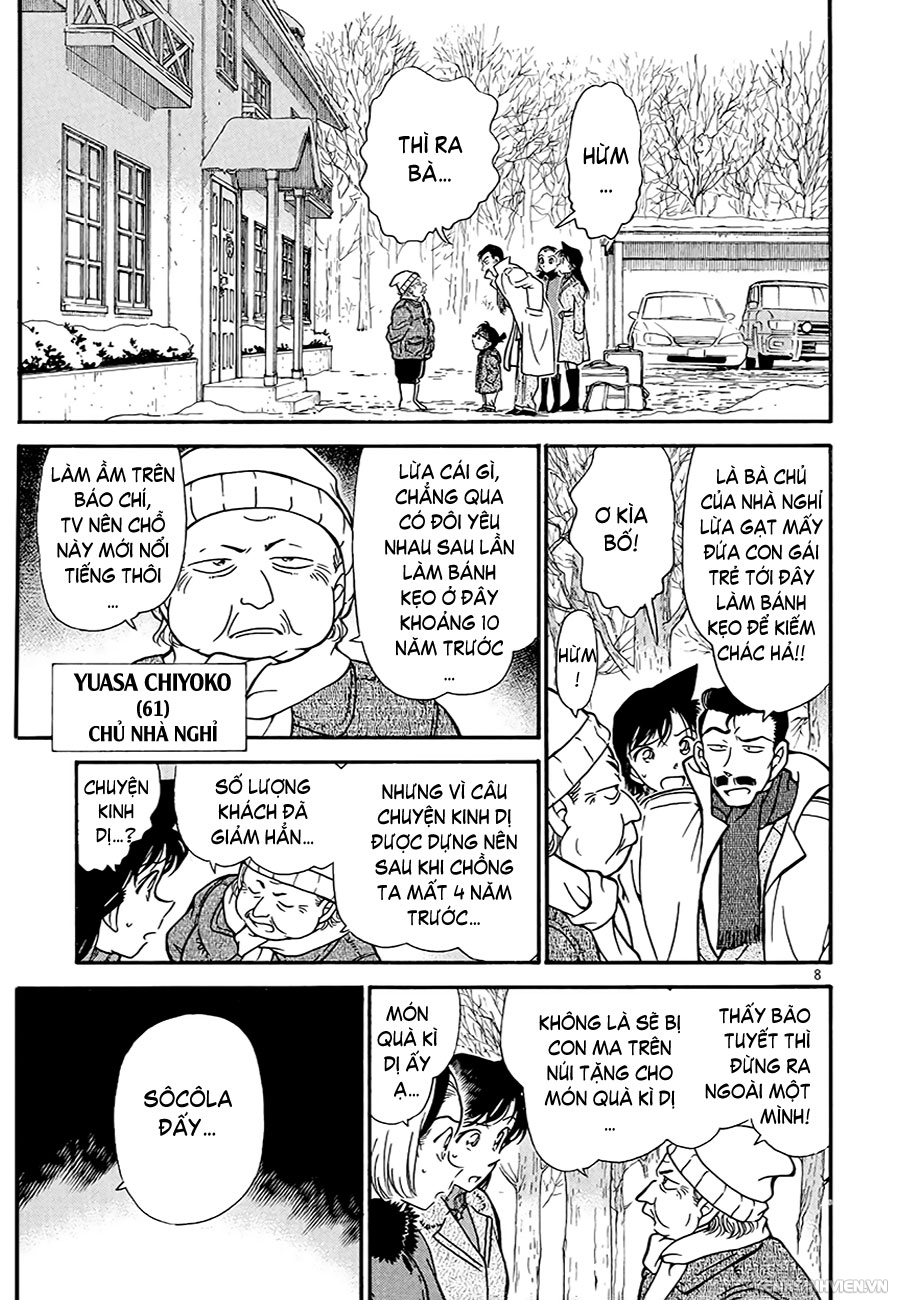 HỪM
...
THÌ RA
BÀ...
LÀ BÀ CHỦ
CỦA NHÀ NGHỈ
LỪA GẠT MẤY
ĐỨA CON GÁI
TRẺ TỚI ĐÂY
LÀM BÁNH
KẸO ĐỂ KIẾM
CHÁC HẢ!!
Ơ KÌA
BỐ!
HỪM
!
LỪA CÁI GÌ,
CHẲNG QUA
CÓ ĐÔI YÊU
NHAU SAU LẦN
LÀM BÁNH
KẸO Ở ĐÂY
KHOẢNG 10
NĂM TRƯỚC
...
LÀM ẦM TRÊN
BÁO CHÍ,
TV NÊN CHỖ
NÀY MỚI NỔI
TIẾNG THÔI
...
YUASA CHIYOKO
(61)
CHỦ NHÀ NGHỈ
NHƯNG VÌ CÂU
CHUYỆN KINH DỊ
ĐƯỢC DỰNG NÊN
SAU KHI CHỒNG
TA MẤT 4 NĂM
TRƯỚC...
SỐ LƯỢNG
KHÁCH ĐÃ
GIẢM HẲN...
CHUYỆN
KINH
DỊ...?
8
THẤY BÃO
TUYẾT THÌ
ĐỪNG RA
NGOÀI MỘT
MÌNH!
KHÔNG LÀ SẼ BỊ
CON MA TRÊN
NÚI TẶNG CHO
MÓN QUÀ KÌ DỊ
...
MÓN
QUÀ KÌ
DỊ ẤY
Ạ...
SÔCÔLA
ĐẤY...